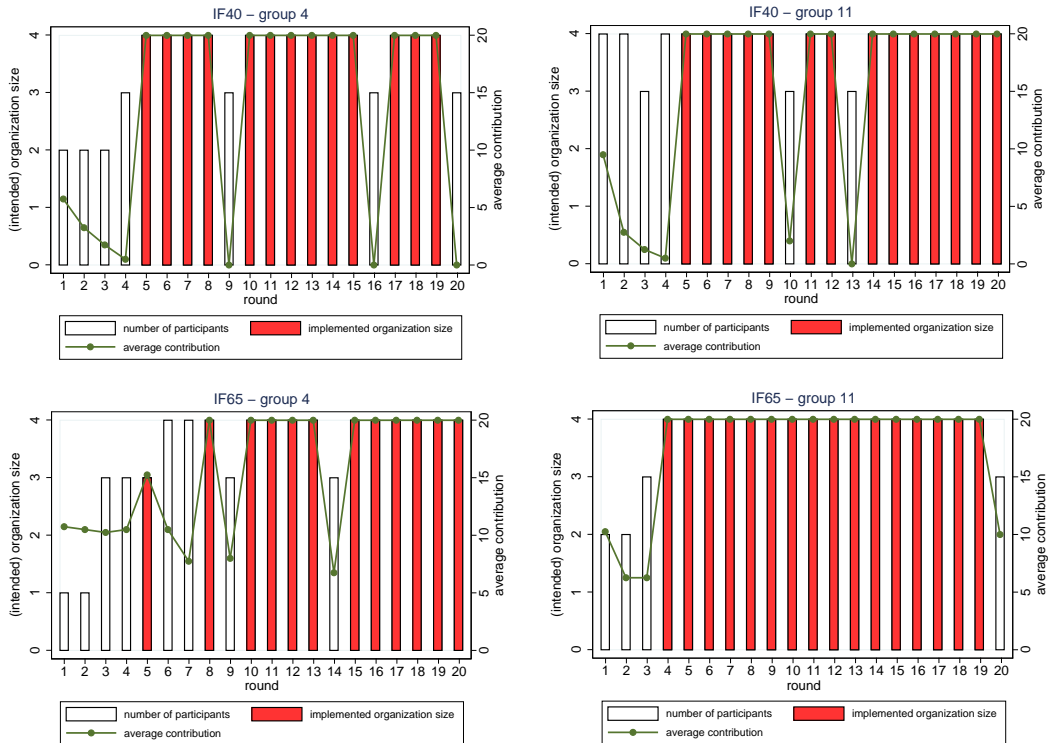 IF40 – group 4
(intended) organization size
4
3
2
1
0
20
15
10
5
0
average contribution
1 2 3 4 5 6 7 8 9 10 11 12 13 14 15 16 17 18 19 20
round
number of participants implemented organization size
average contribution
IF40 – group 11
(intended) organization size
4
3
2
1
0
20
15
10
5
0
average contribution
1 2 3 4 5 6 7 8 9 10 11 12 13 14 15 16 17 18 19 20
round
number of participants implemented organization size
average contribution
IF65 – group 4
(intended) organization size
4
3
2
1
0
20
15
10
5
0
average contribution
1 2 3 4 5 6 7 8 9 10 11 12 13 14 15 16 17 18 19 20
round
number of participants implemented organization size
average contribution
IF65 – group 11
(intended) organization size
4
3
2
1
0
20
15
10
5
0
average contribution
1 2 3 4 5 6 7 8 9 10 11 12 13 14 15 16 17 18 19 20
round
number of participants implemented organization size
average contribution